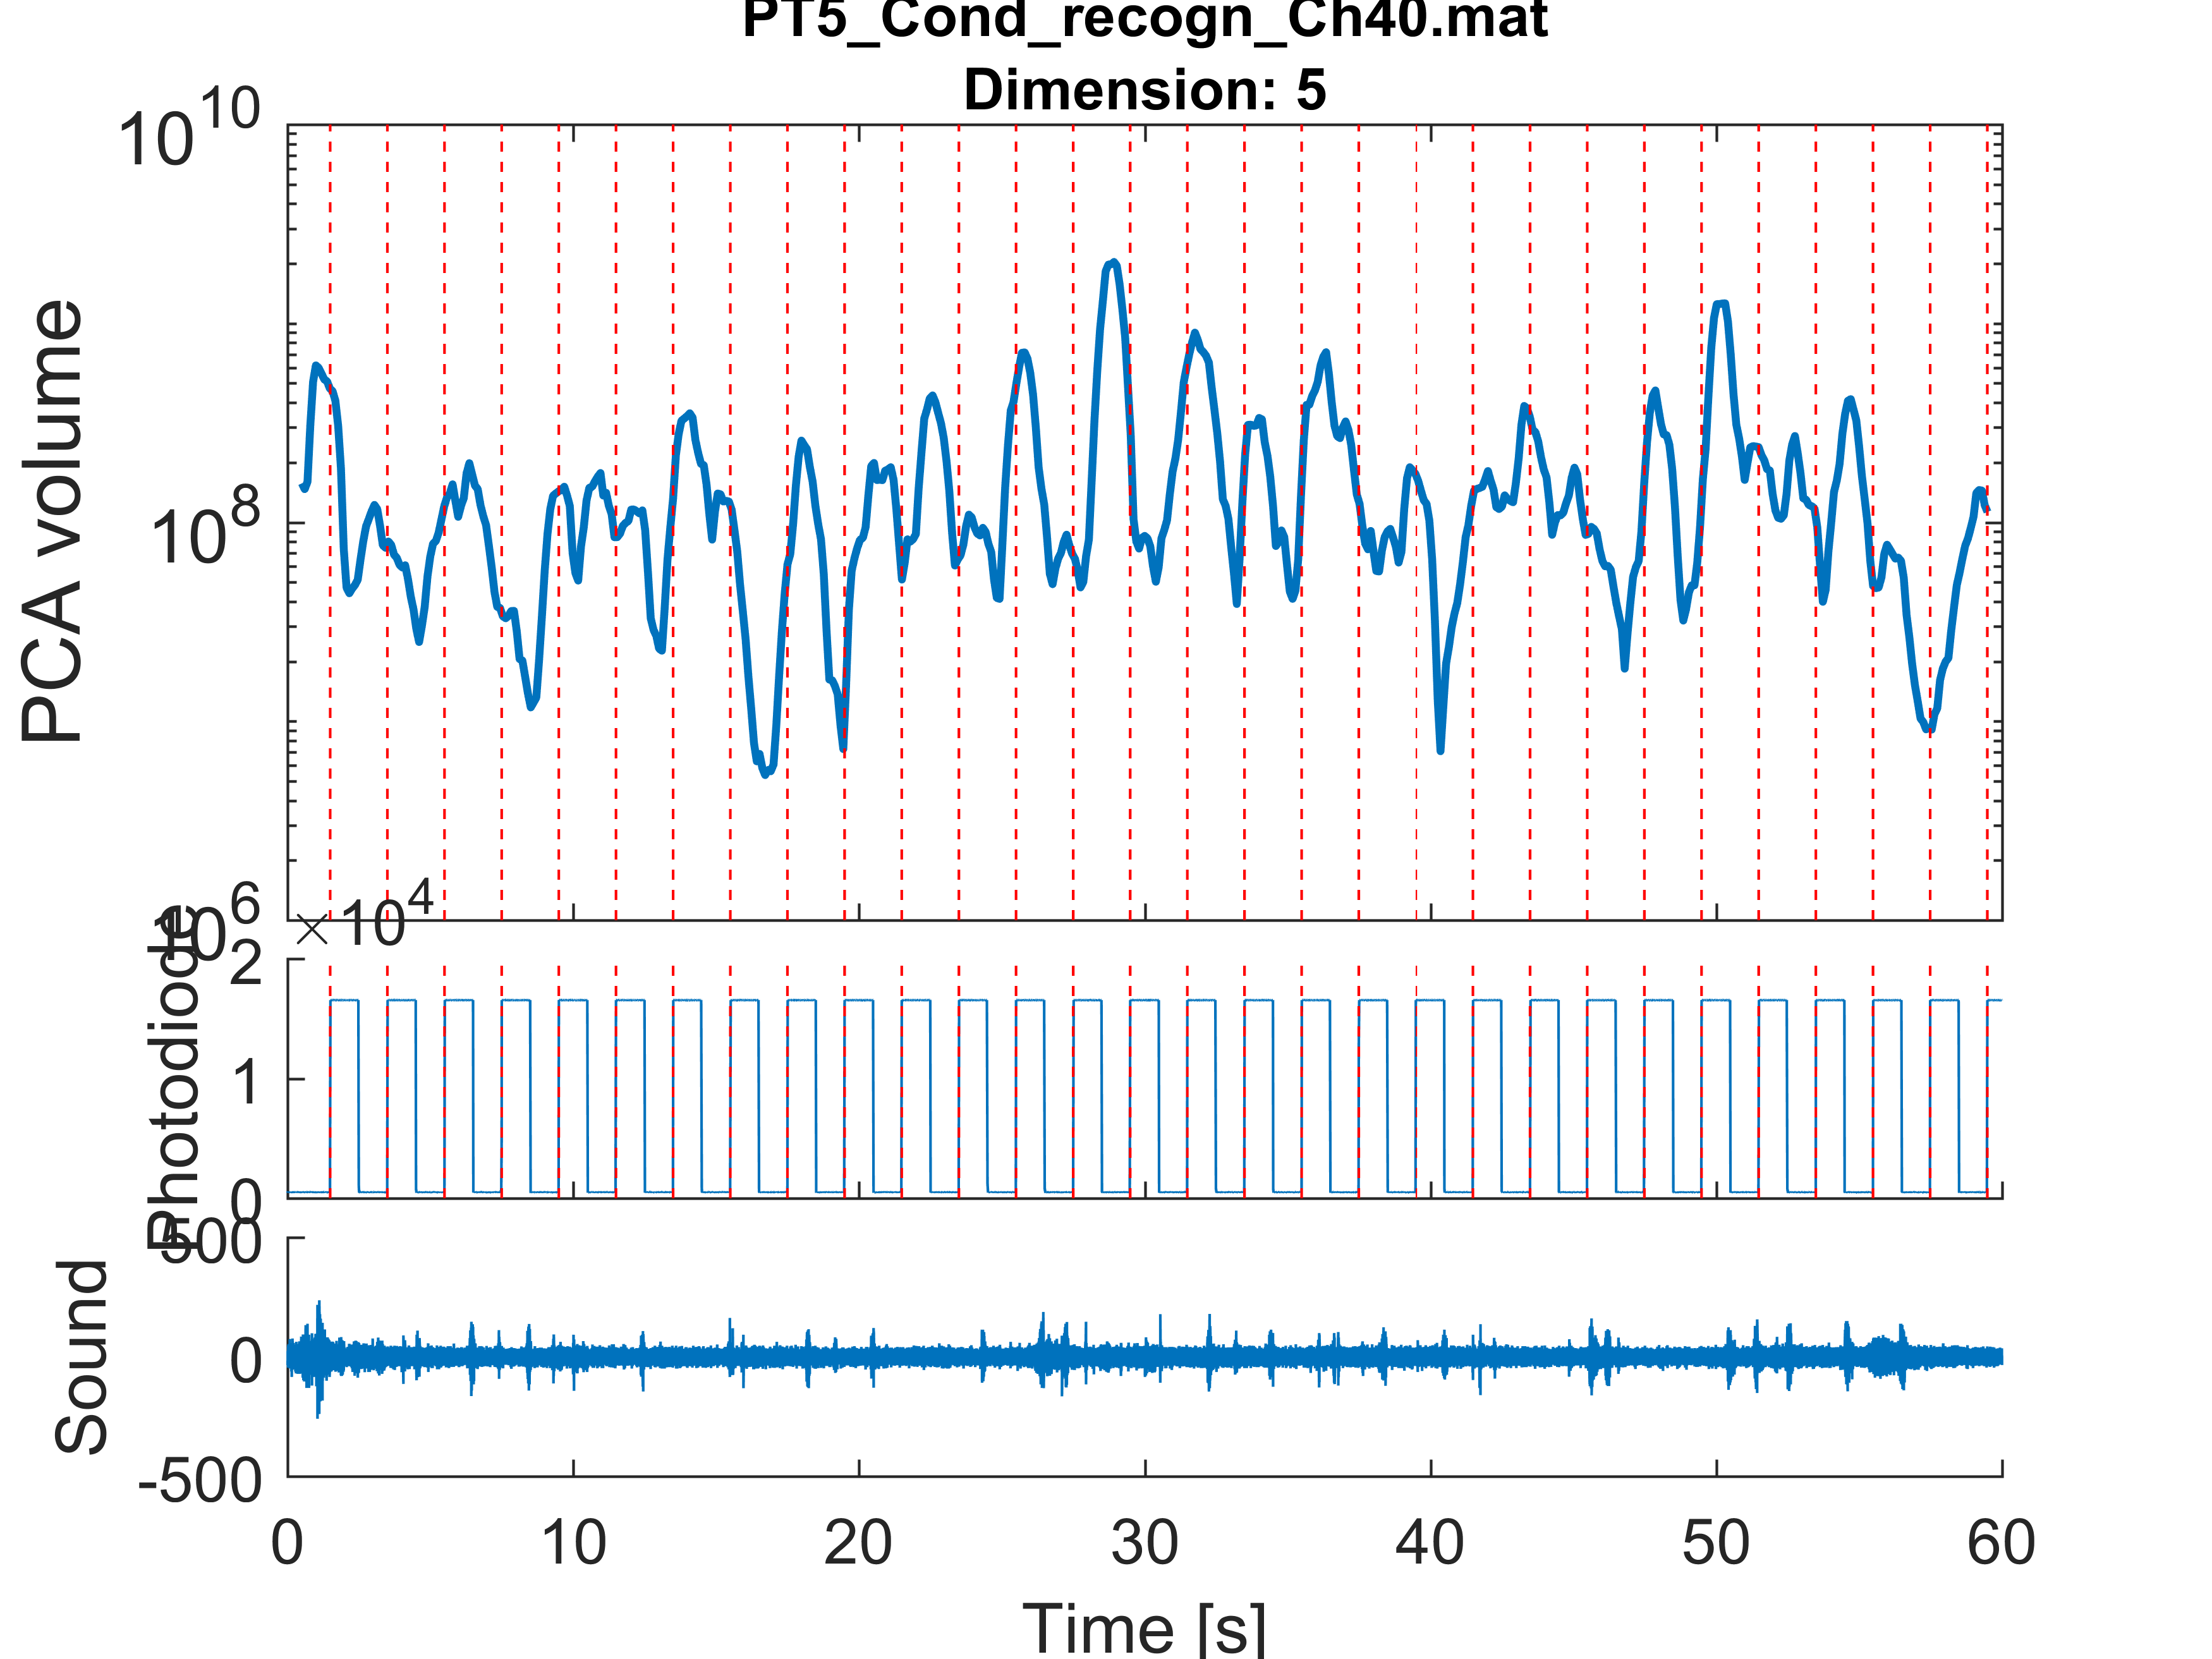 PT5_Cond_recogn_Ch40.mat
Dimension: 5
10^10
10^8
10^6
PCA volume
×10^4
2
1
0
Photodiode
500
0
-500
Sound
0 10 20 30 40 50 60
Time [s]